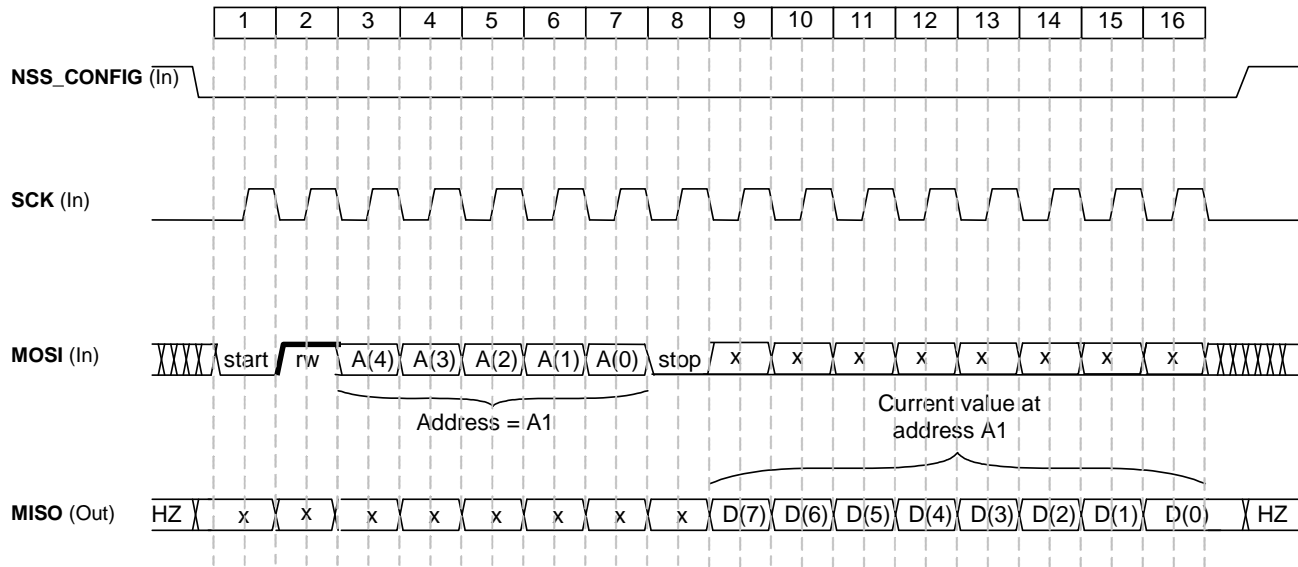 1 2 3 4 5 6 7 8 9 10 11 12 13 14 15 16
NSS_CONFIG (In)
SCK (In)
MOSI (In) start rw A(4) A(3) A(2) A(1) A(0) stop x x x x x x x x
Address = A1
Current value at
address A1
MISO (Out) HZ x x x x x x x x D(7) D(6) D(5) D(4) D(3) D(2) D(1) D(0) HZ